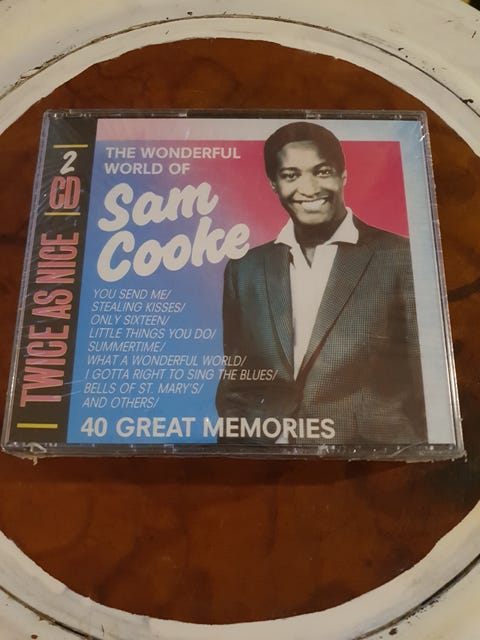 2
CD
TWICE AS NICE
THE WONDERFUL
WORLD OF
Sam
Cooke
YOU SEND ME/
STEALING KISSES/
ONLY SIXTEEN/
LITTLE THINGS YOU DO/
SUMMERTIME/
WHAT A WONDERFUL WORLD/
I GOTTA RIGHT TO SING THE BLUES/
BELLS OF ST. MARY'S/
AND OTHERS/
40 GREAT MEMORIES